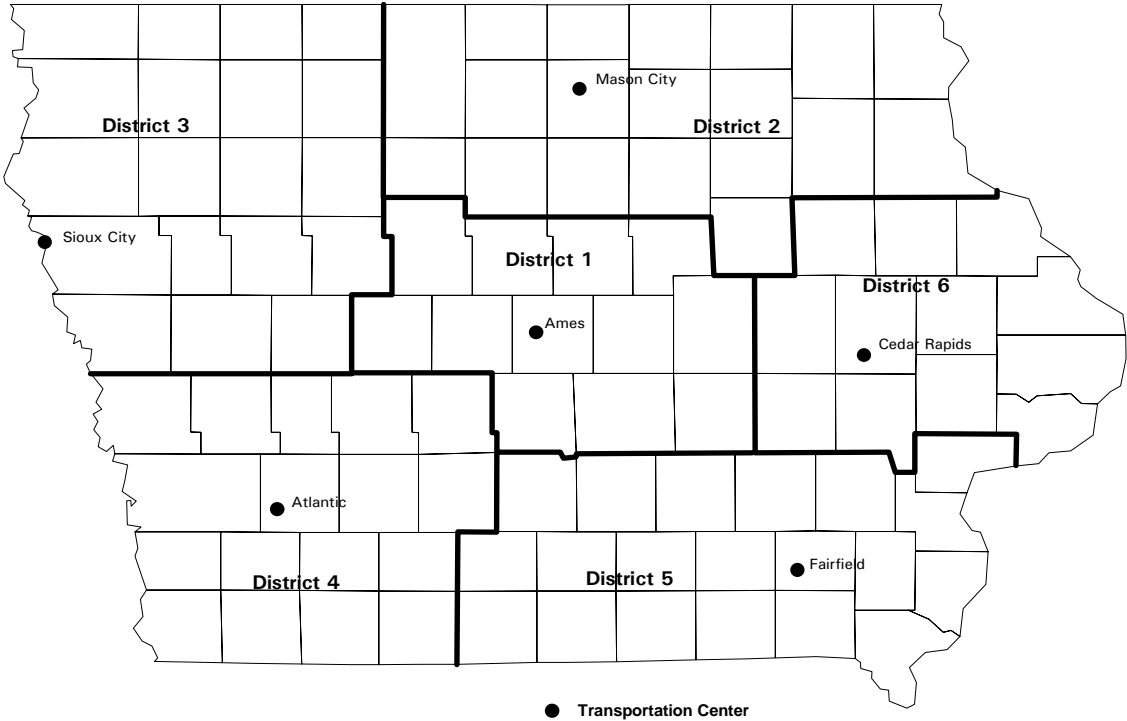 Mason City
District 3
District 2
Sioux City
District 1
District 6
Ames
Cedar Rapids
Atlantic
Fairfield
District 4
District 5
Transportation Center